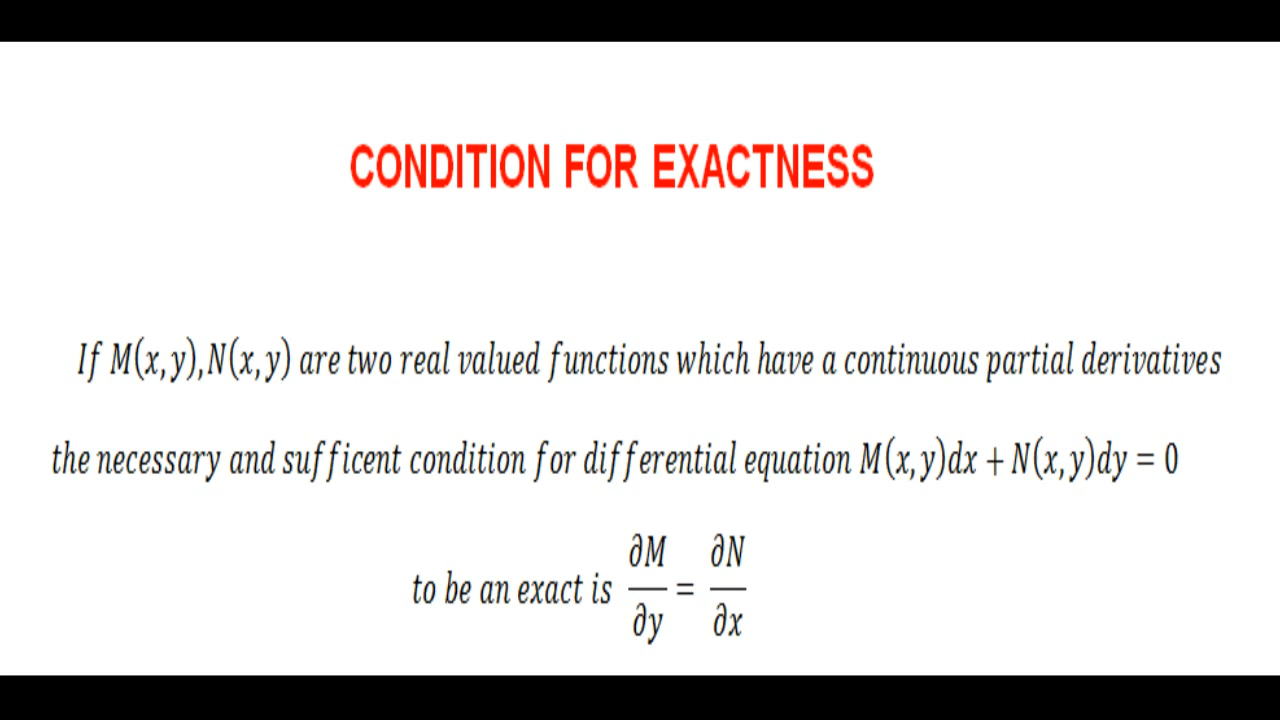 CONDITION FOR EXACTNESS
If M(x,y),N(x,y) are two real valued functions which have a continuous partial derivatives
the necessary and sufficent condition for differential equation M(x,y)dx + N(x,y)dy = 0
to be an exact is ∂M/∂y = ∂N/∂x